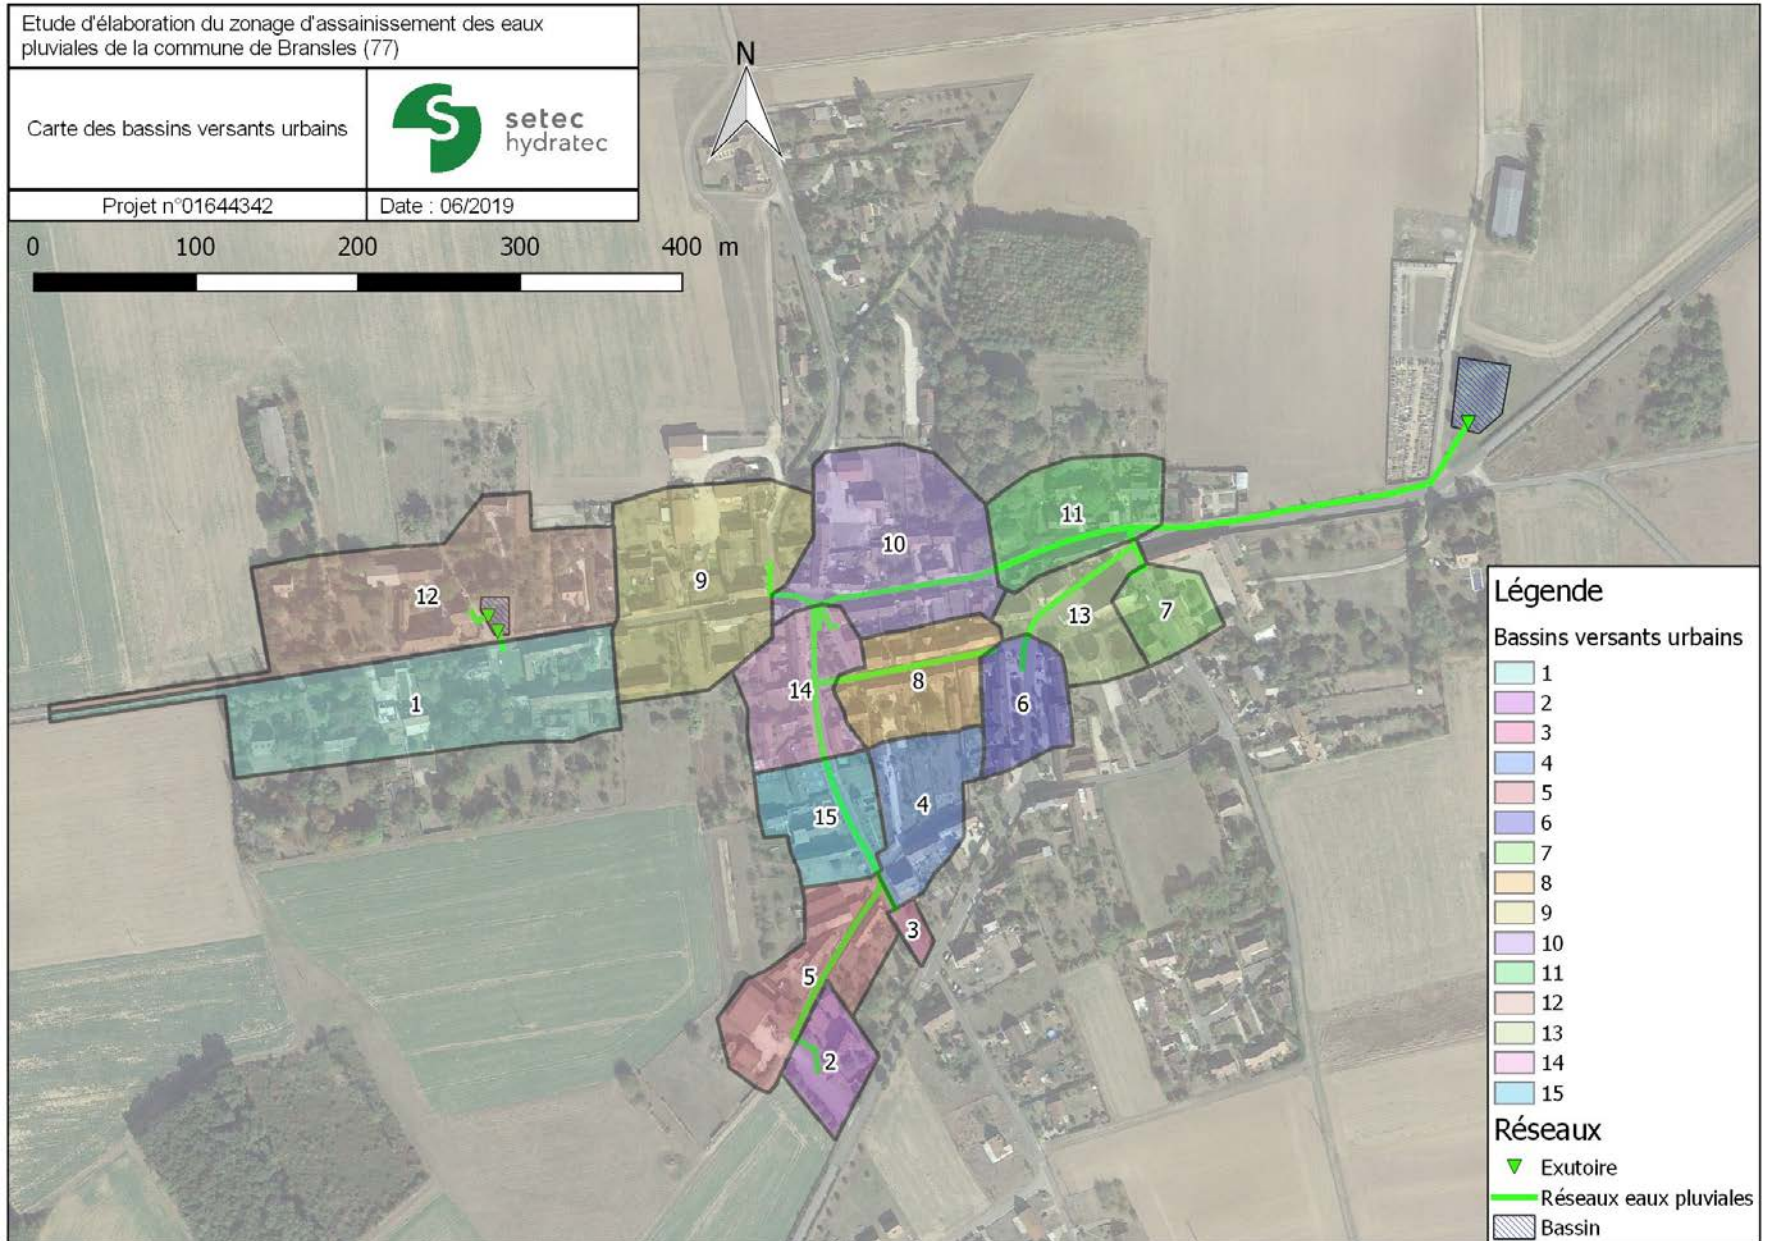 Etude d'élaboration du zonage d'assainissement des eaux
pluviales de la commune de Bransles (77)
Carte des bassins versants urbains
setec
hydratec
Projet n°01644342
Date : 06/2019
N
0 100 200 300 400 m
11
10
9
12
13
7
14
8
6
1
4
15
3
5
2
Légende
Bassins versants urbains
1
2
3
4
5
6
7
8
9
10
11
12
13
14
15
Réseaux
Exutoire
Réseaux eaux pluviales
Bassin